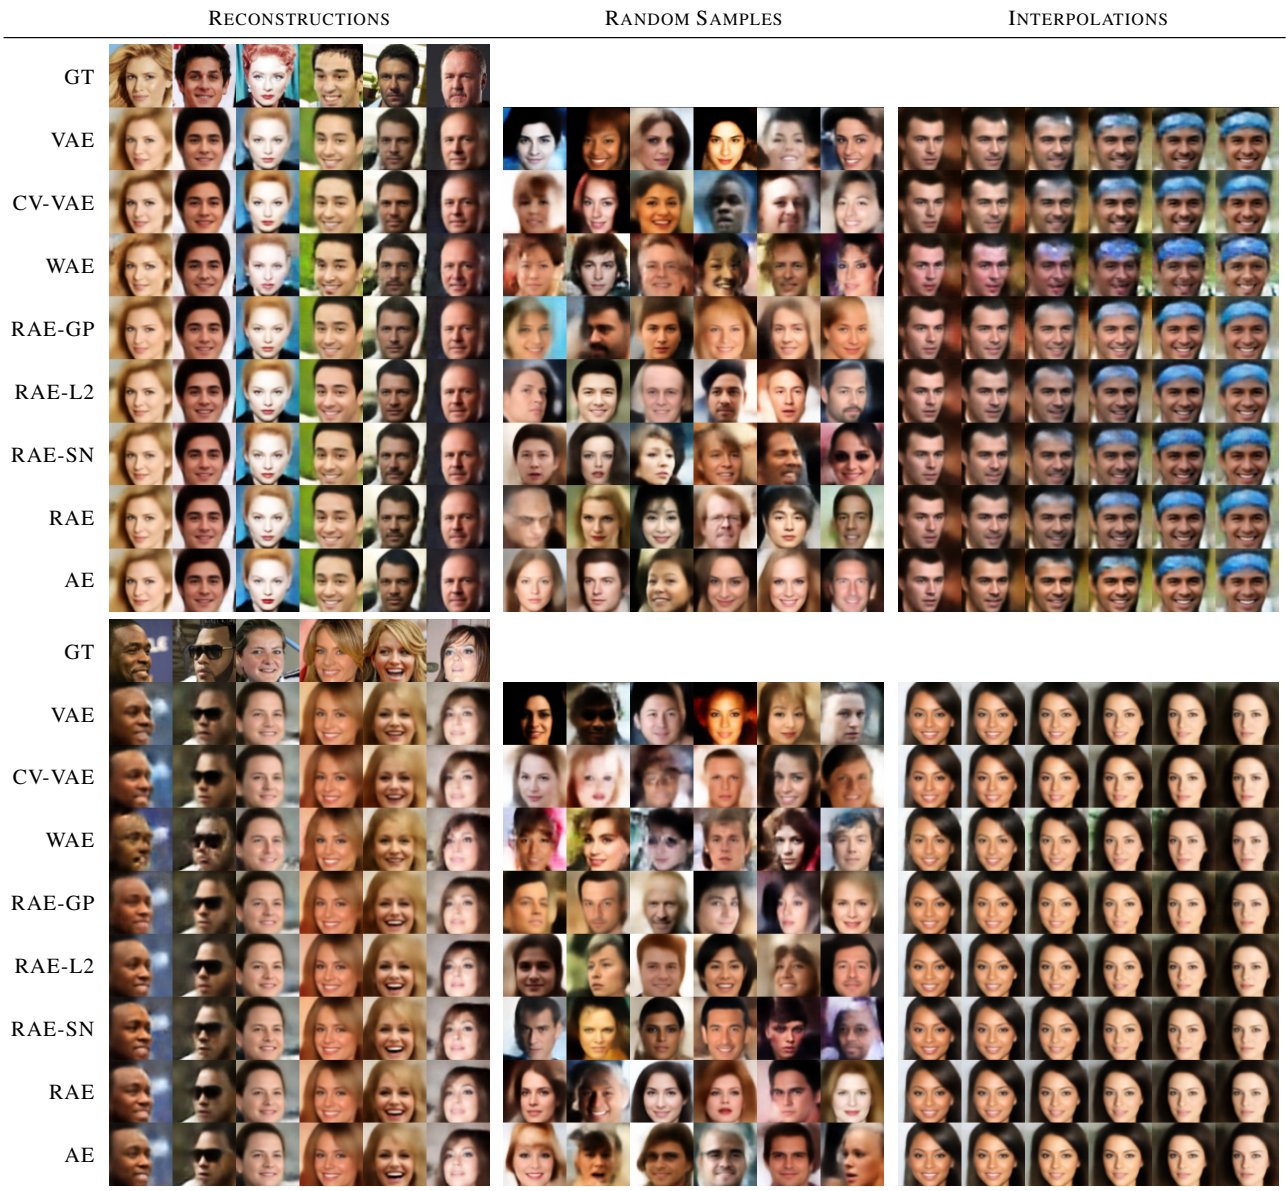 RECONSTRUCTIONS RANDOM SAMPLES INTERPOLATIONS
GT
VAE
CV-VAE
WAE
RAE-GP
RAE-L2
RAE-SN
RAE
AE
GT
VAE
CV-VAE
WAE
RAE-GP
RAE-L2
RAE-SN
RAE
AE